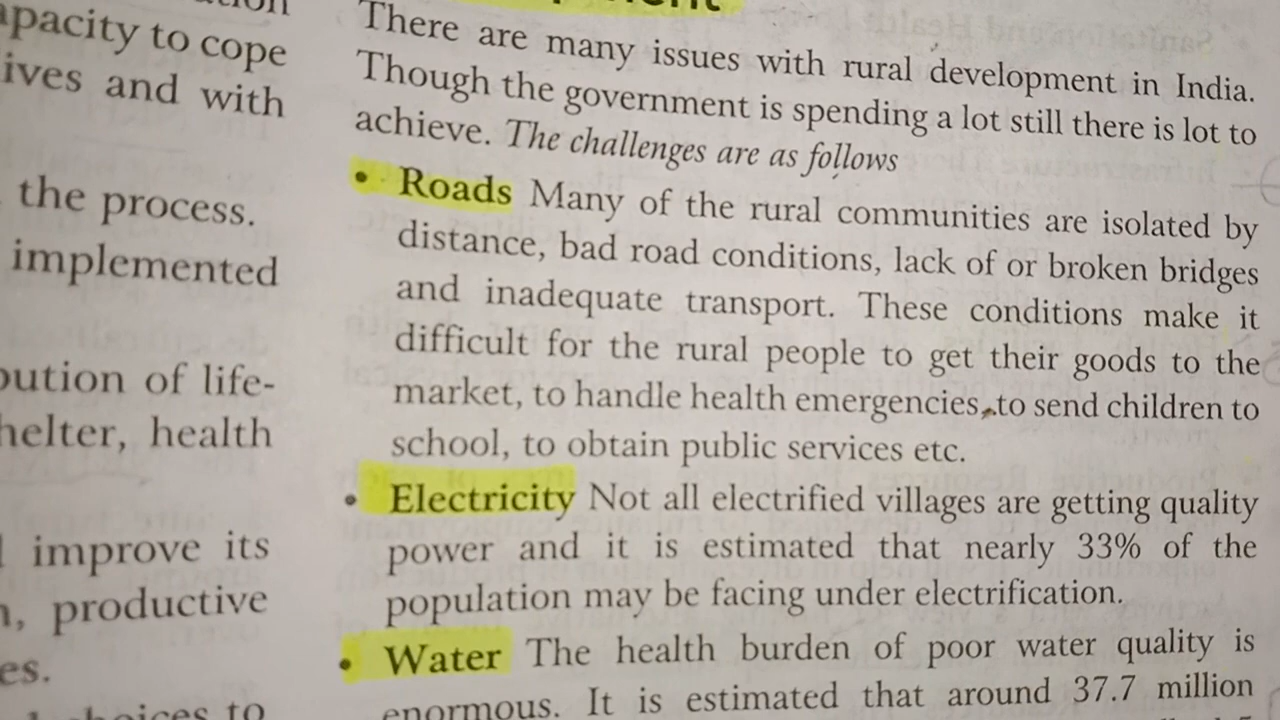 to cope
and with
the process.
implemented
of life-
health
improve its
productive
to
There are many issues with rural development in India.
Though the government is spending a lot still there is lot to
achieve. The challenges are as follows
• Roads Many of the rural communities are isolated by
distance, bad road conditions, lack of or broken bridges
and inadequate transport. These conditions make it
difficult for the rural people to get their goods to the
market, to handle health emergencies, to send children to
school, to obtain public services etc.
• Electricity Not all electrified villages are getting quality
power and it is estimated that nearly 33% of the
population may be facing under electrification.
• Water The health burden of poor water quality is
enormous. It is estimated that around 37.7 million